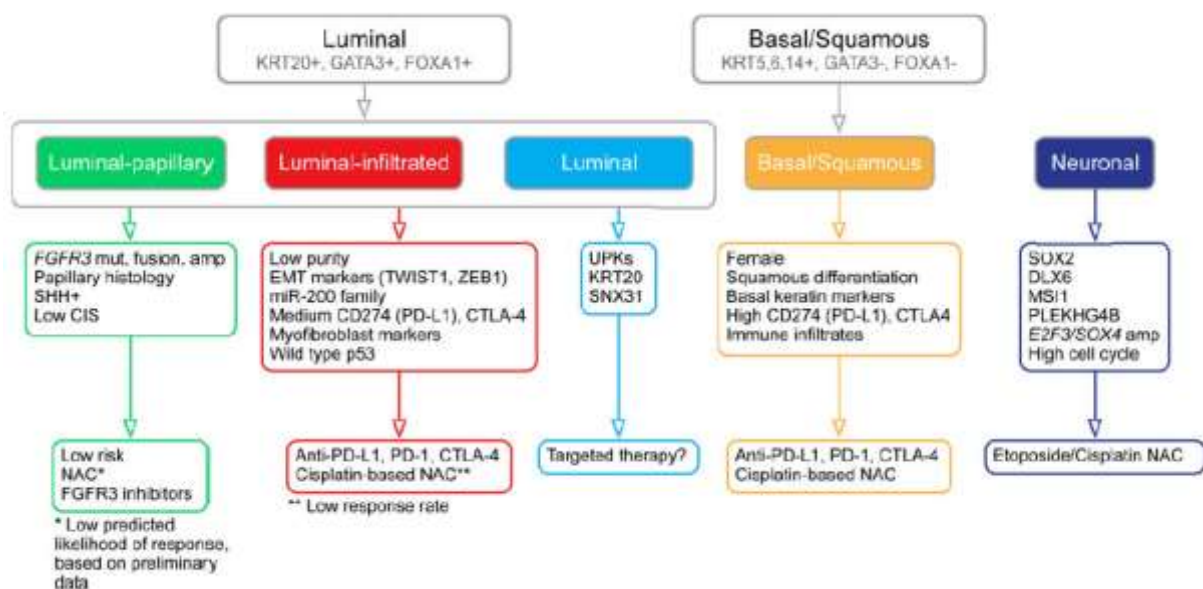 Luminal
KRT20+, GATA3+, FOXA1+
Basal/Squamous
KRT5,6,14+, GATA3-, FOXA1-
Luminal-papillary
Luminal-infiltrated
Luminal
Basal/Squamous
Neuronal
FGFR3 mut, fusion, amp
Papillary histology
SHH+
Low CIS
Low purity
EMT markers (TWIST1, ZEB1)
miR-200 family
Medium CD274 (PD-L1), CTLA-4
Myofibroblast markers
Wild type p53
UPKs
KRT20
SNX31
Female
Squamous differentiation
Basal keratin markers
High CD274 (PD-L1), CTLA4
Immune infiltrates
SOX2
DLX6
MSI1
PLEKHG4B
E2F3/SOX4 amp
High cell cycle
Low risk
NAC*
FGFR3 inhibitors
* Low predicted
likelihood of response,
based on preliminary
data
Anti-PD-L1, PD-1, CTLA-4
Cisplatin-based NAC**
** Low response rate
Targeted therapy?
Anti-PD-L1, PD-1, CTLA-4
Cisplatin-based NAC
Etoposide/Cisplatin NAC